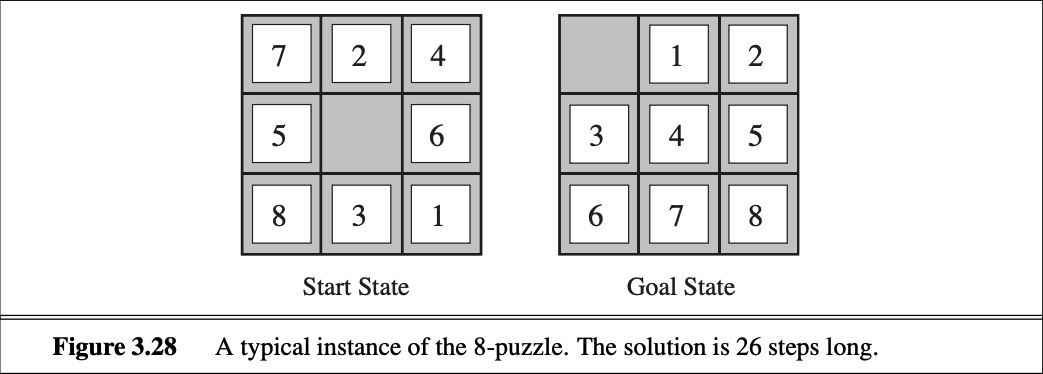 7 2 4
1 2
5 6
3 4 5
8 3 1
6 7 8
Start State
Goal State
Figure 3.28 A typical instance of the 8-puzzle. The solution is 26 steps long.